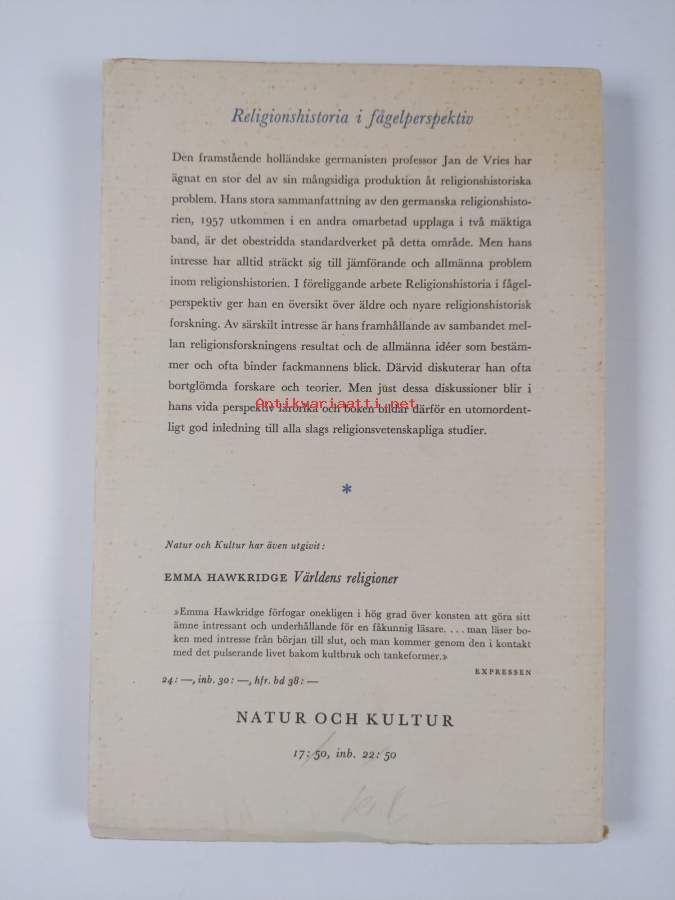 Religionshistoria i fågelperspektiv
Den framstående holländske germanisten professor Jan de Vries har
ägnat en stor del av sin mångsidiga produktion åt religionshistoriska
problem. Hans stora sammanfattning av den germanska religionshisto-
rien, 1957 utkommen i en andra omarbetad upplaga i två mäktiga
band, är det obestridda standardverket på detta område. Men hans
intresse har alltid sträckt sig till jämförande och allmänna problem
inom religionshistorien. I föreliggande arbete Religionshistoria i fågel-
perspektiv ger han en översikt över äldre och nyare religionshistorisk
forskning. Av särskilt intresse är hans framhållande av sambandet mel-
lan religionsforskningens resultat och de allmänna idéer som bestäm-
mer och ofta binder fackmannens blick. Därvid diskuterar han ofta
bortglömda forskare och teorier. Men just dessa diskussioner blir i
hans vida perspektiv lärorika och boken bildar därför en utomordent-
ligt god inledning till alla slags religionsvetenskapliga studier.
Antikvariaatti.net
*
Natur och Kultur har även utgivit:
EMMA HAWKRIDGE Världens religioner
»Emma Hawkridge förfogar onekligen i hög grad över konsten att göra sitt
ämne intressant och underhållande för en fåkunnig läsare. . . . man läser bo-
ken med intresse från början till slut, och man kommer genom den i kontakt
med det pulserande livet bakom kultbruk och tankeformer.»
EXPRESSEN
24: —, inb. 30: —, hfr. bd 38: —
NATUR OCH KULTUR
17: 50, inb. 22: 50